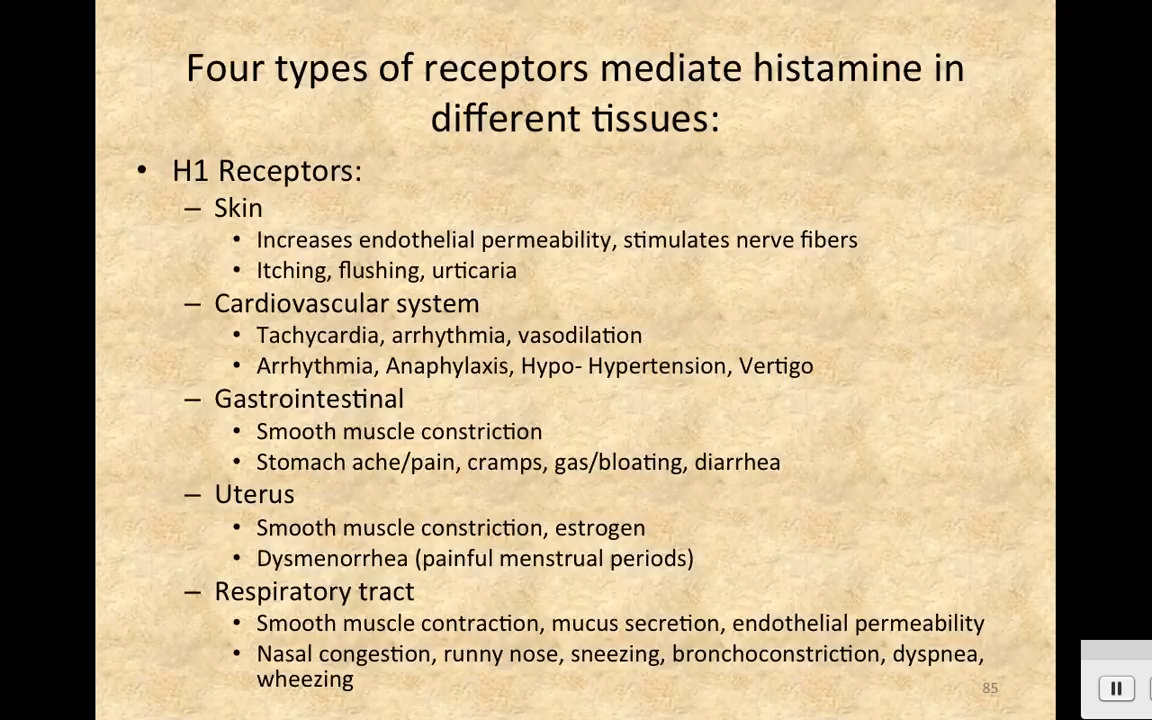 Four types of receptors mediate histamine in
different tissues:
• H1 Receptors:
– Skin
• Increases endothelial permeability, stimulates nerve fibers
• Itching, flushing, urticaria
– Cardiovascular system
• Tachycardia, arrhythmia, vasodilation
• Arrhythmia, Anaphylaxis, Hypo- Hypertension, Vertigo
– Gastrointestinal
• Smooth muscle constriction
• Stomach ache/pain, cramps, gas/bloating, diarrhea
– Uterus
• Smooth muscle constriction, estrogen
• Dysmenorrhea (painful menstrual periods)
– Respiratory tract
• Smooth muscle contraction, mucus secretion, endothelial permeability
• Nasal congestion, runny nose, sneezing, bronchoconstriction, dyspnea,
wheezing
85